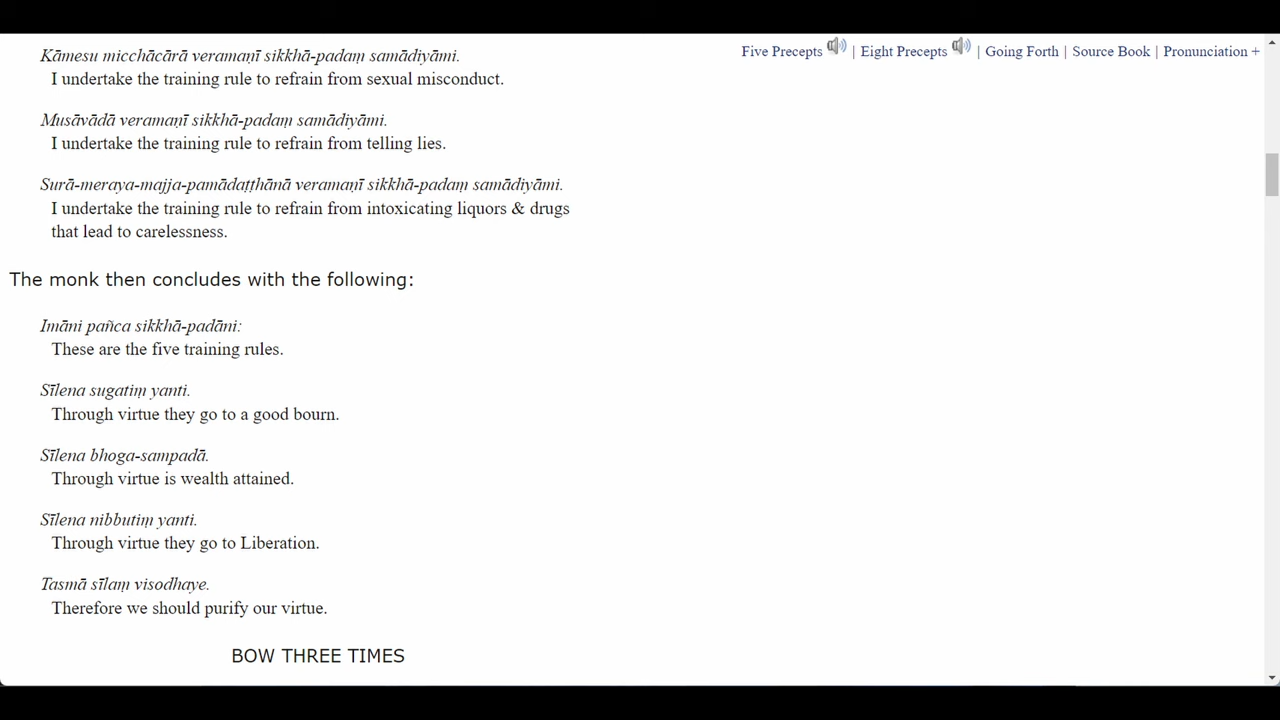 Five Precepts | Eight Precepts | Going Forth | Source Book | Pronunciation +
Kāmesu micchācārā veramaṇī sikkhā-padaṃ samādiyāmi.
I undertake the training rule to refrain from sexual misconduct.
Musāvādā veramaṇī sikkhā-padaṃ samādiyāmi.
I undertake the training rule to refrain from telling lies.
Surā-meraya-majja-pamādaṭṭhānā veramaṇī sikkhā-padaṃ samādiyāmi.
I undertake the training rule to refrain from intoxicating liquors & drugs
that lead to carelessness.
The monk then concludes with the following:
Imāni pañca sikkhā-padāni:
These are the five training rules.
Sīlena sugatiṃ yanti.
Through virtue they go to a good bourn.
Sīlena bhoga-sampadā.
Through virtue is wealth attained.
Sīlena nibbutiṃ yanti.
Through virtue they go to Liberation.
Tasmā sīlaṃ visodhaye.
Therefore we should purify our virtue.
BOW THREE TIMES